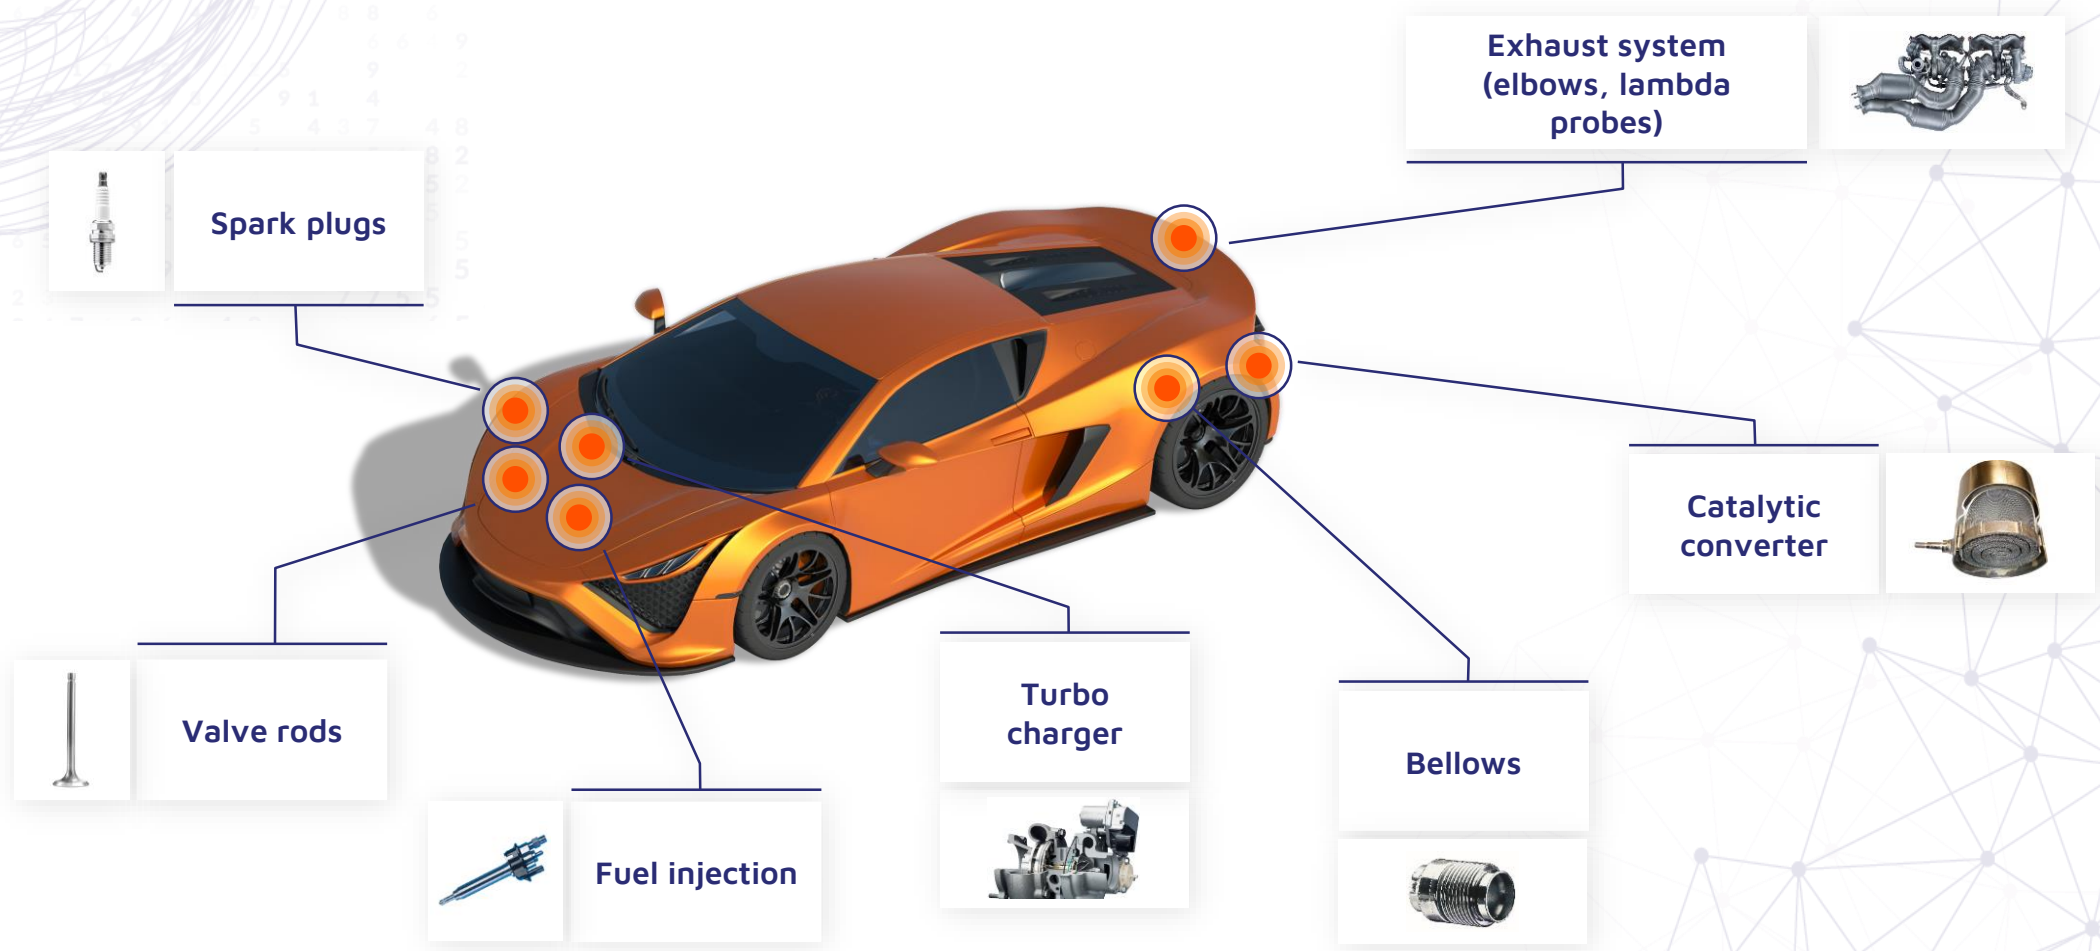 Exhaust system
(elbows, lambda
probes)
Spark plugs
Catalytic
converter
Turbo
charger
Valve rods
Bellows
Fuel injection